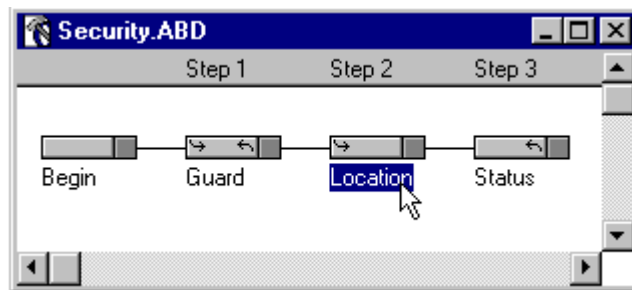 Security.ABD
Step 1 Step 2 Step 3
Begin Guard Location Status